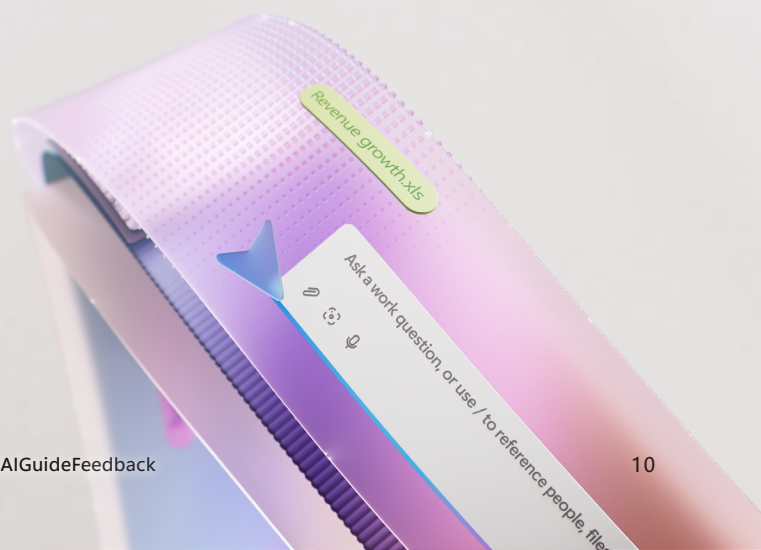 Revenue growth.xls
Ask a work question, or use / to reference people, files
AIGuideFeedback
10